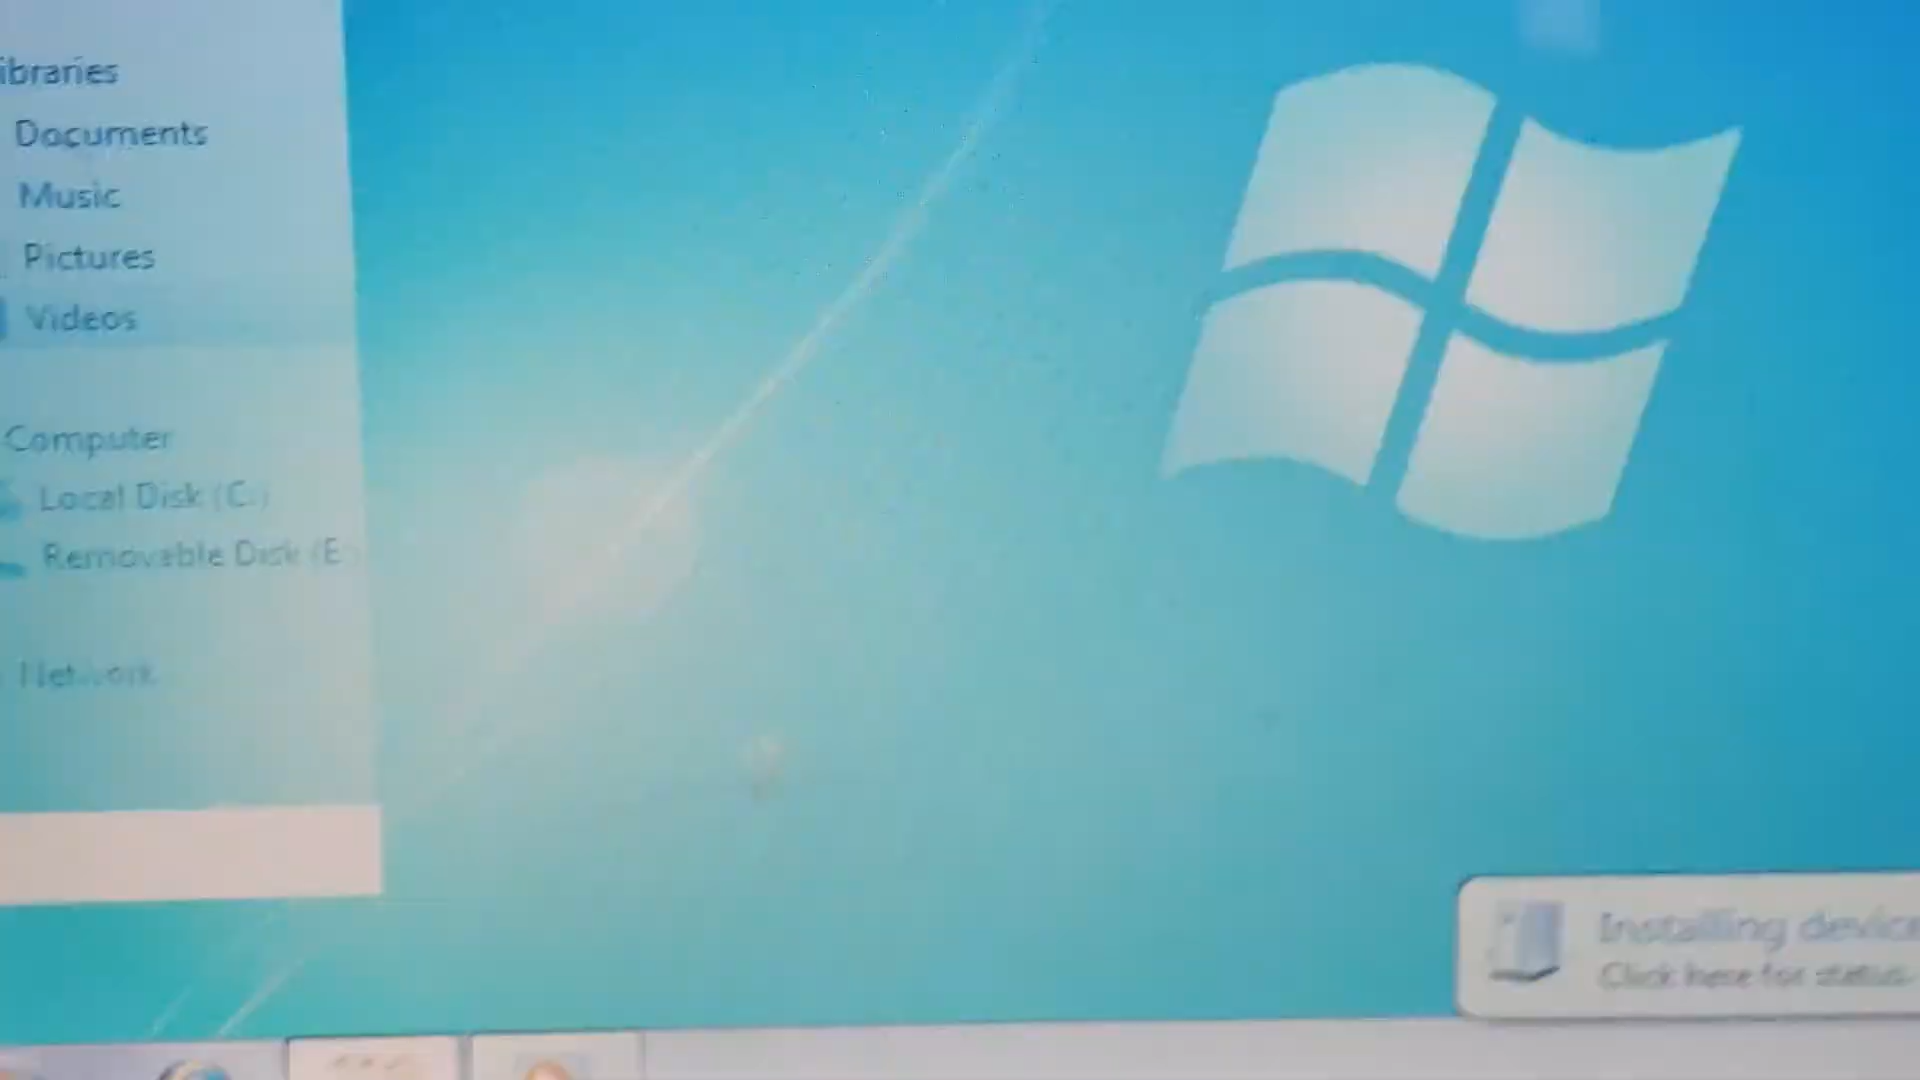 ibraries
Documents
Music
Pictures
Videos
Computer
Local Disk (C:)
Removable Disk (E:)
Network
Installing device
Click here for status.